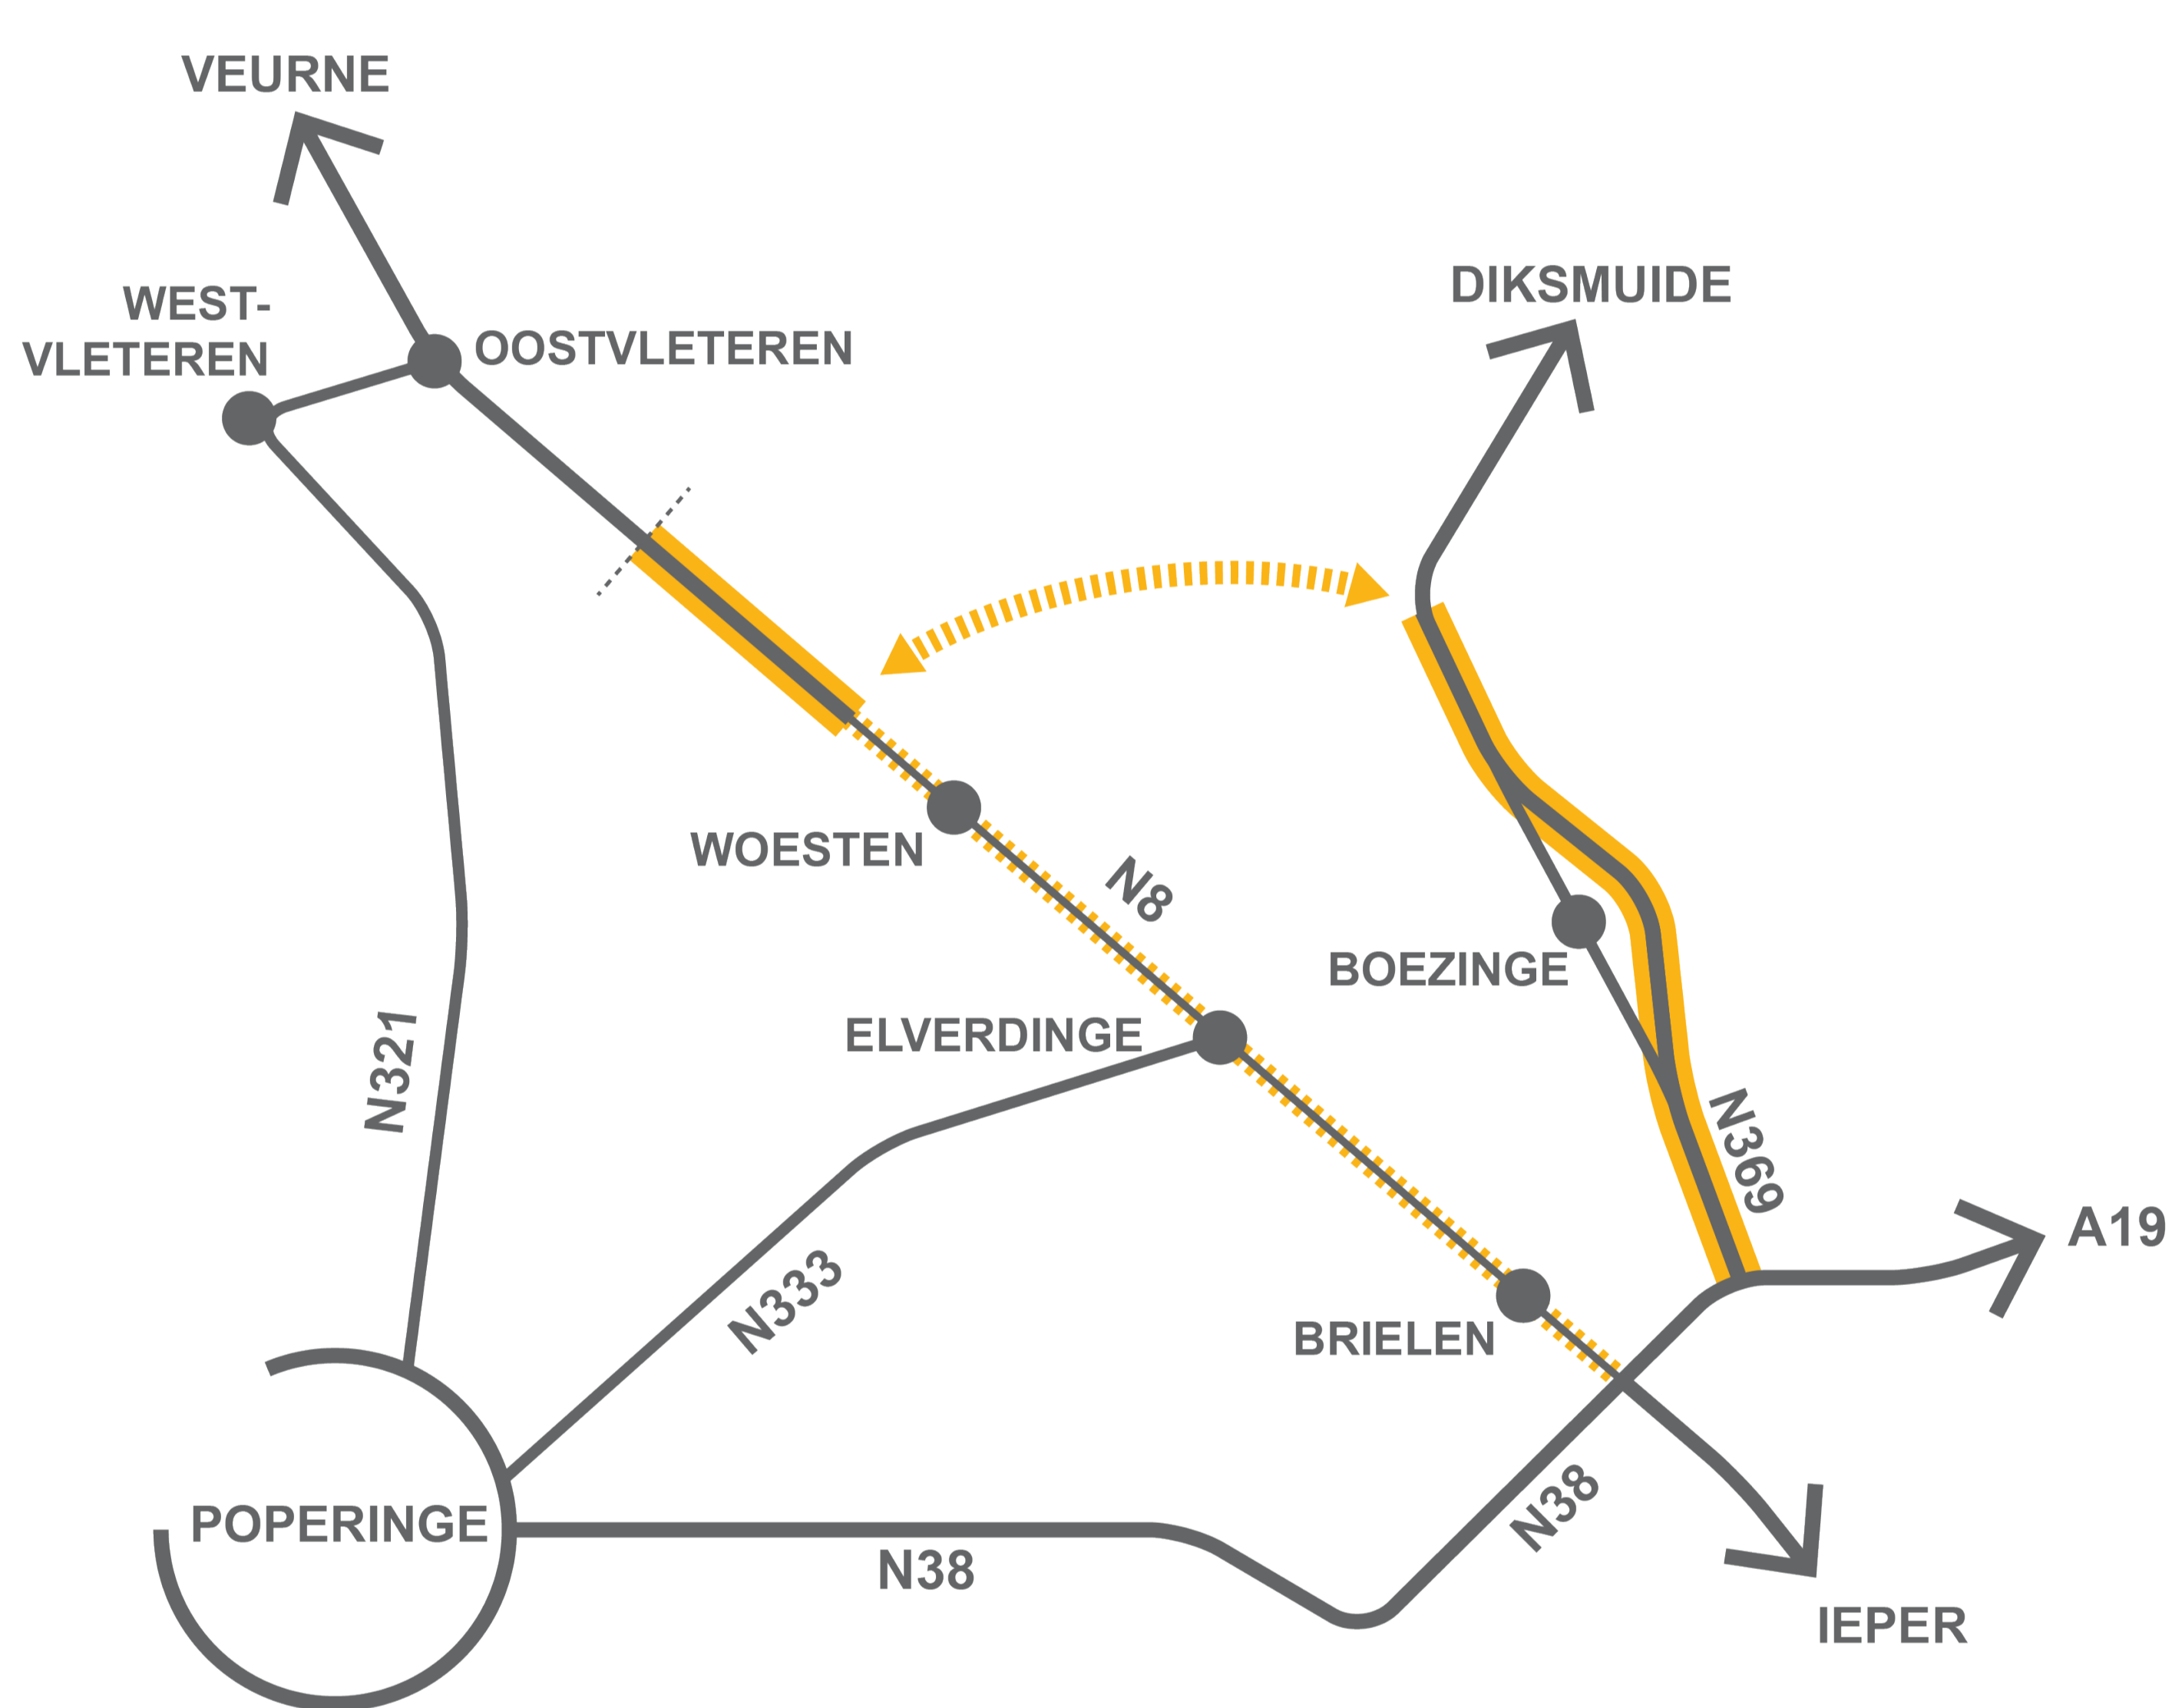 VEURNE
WEST-
VLETEREN
OOSTVLETEREN
DIKSMUIDE
WOESTEN
N8
BOEZINGE
ELVERDINGE
N321
N369
A19
N333
BRIELEN
POPERINGE
N38
N38
IEPER